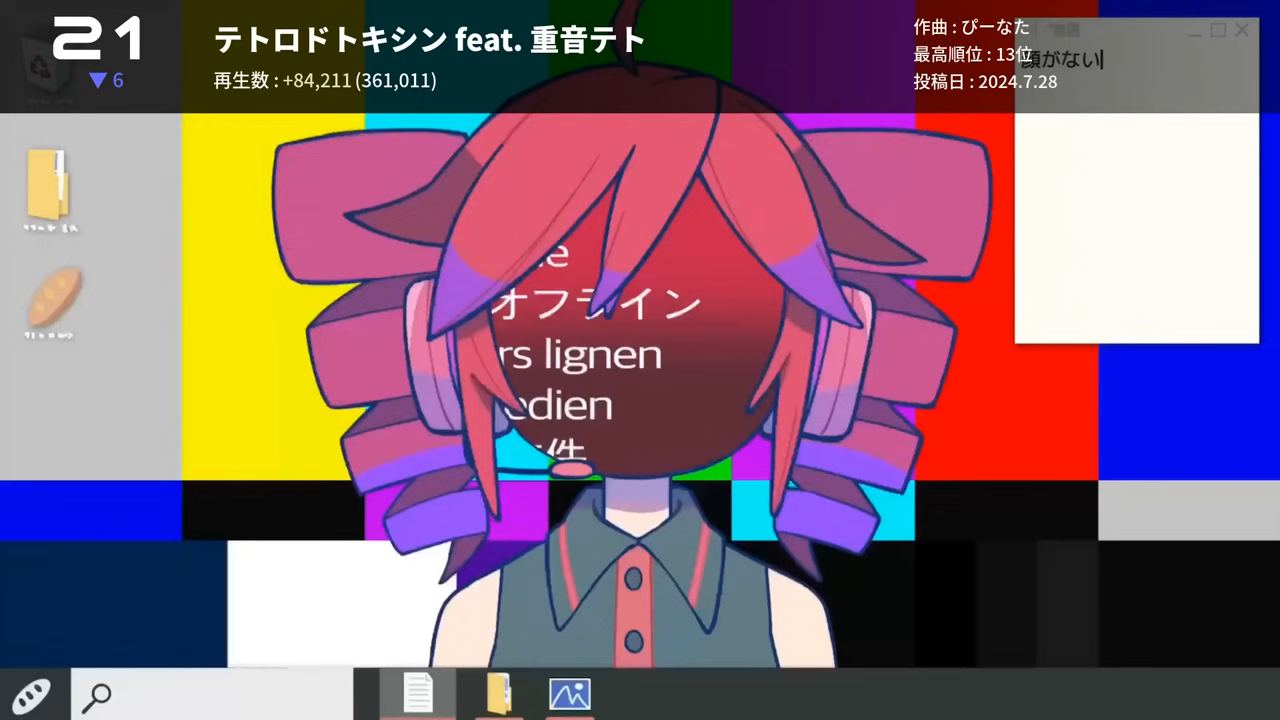 21
▼6
テトロドトキシン feat. 重音テト
再生数 : +84,211 (361,011)
作曲 : ぴーなた
最高順位 : 13位
投稿日 : 2024.7.28
顔がない
オフライン
rs lignen
edien
件